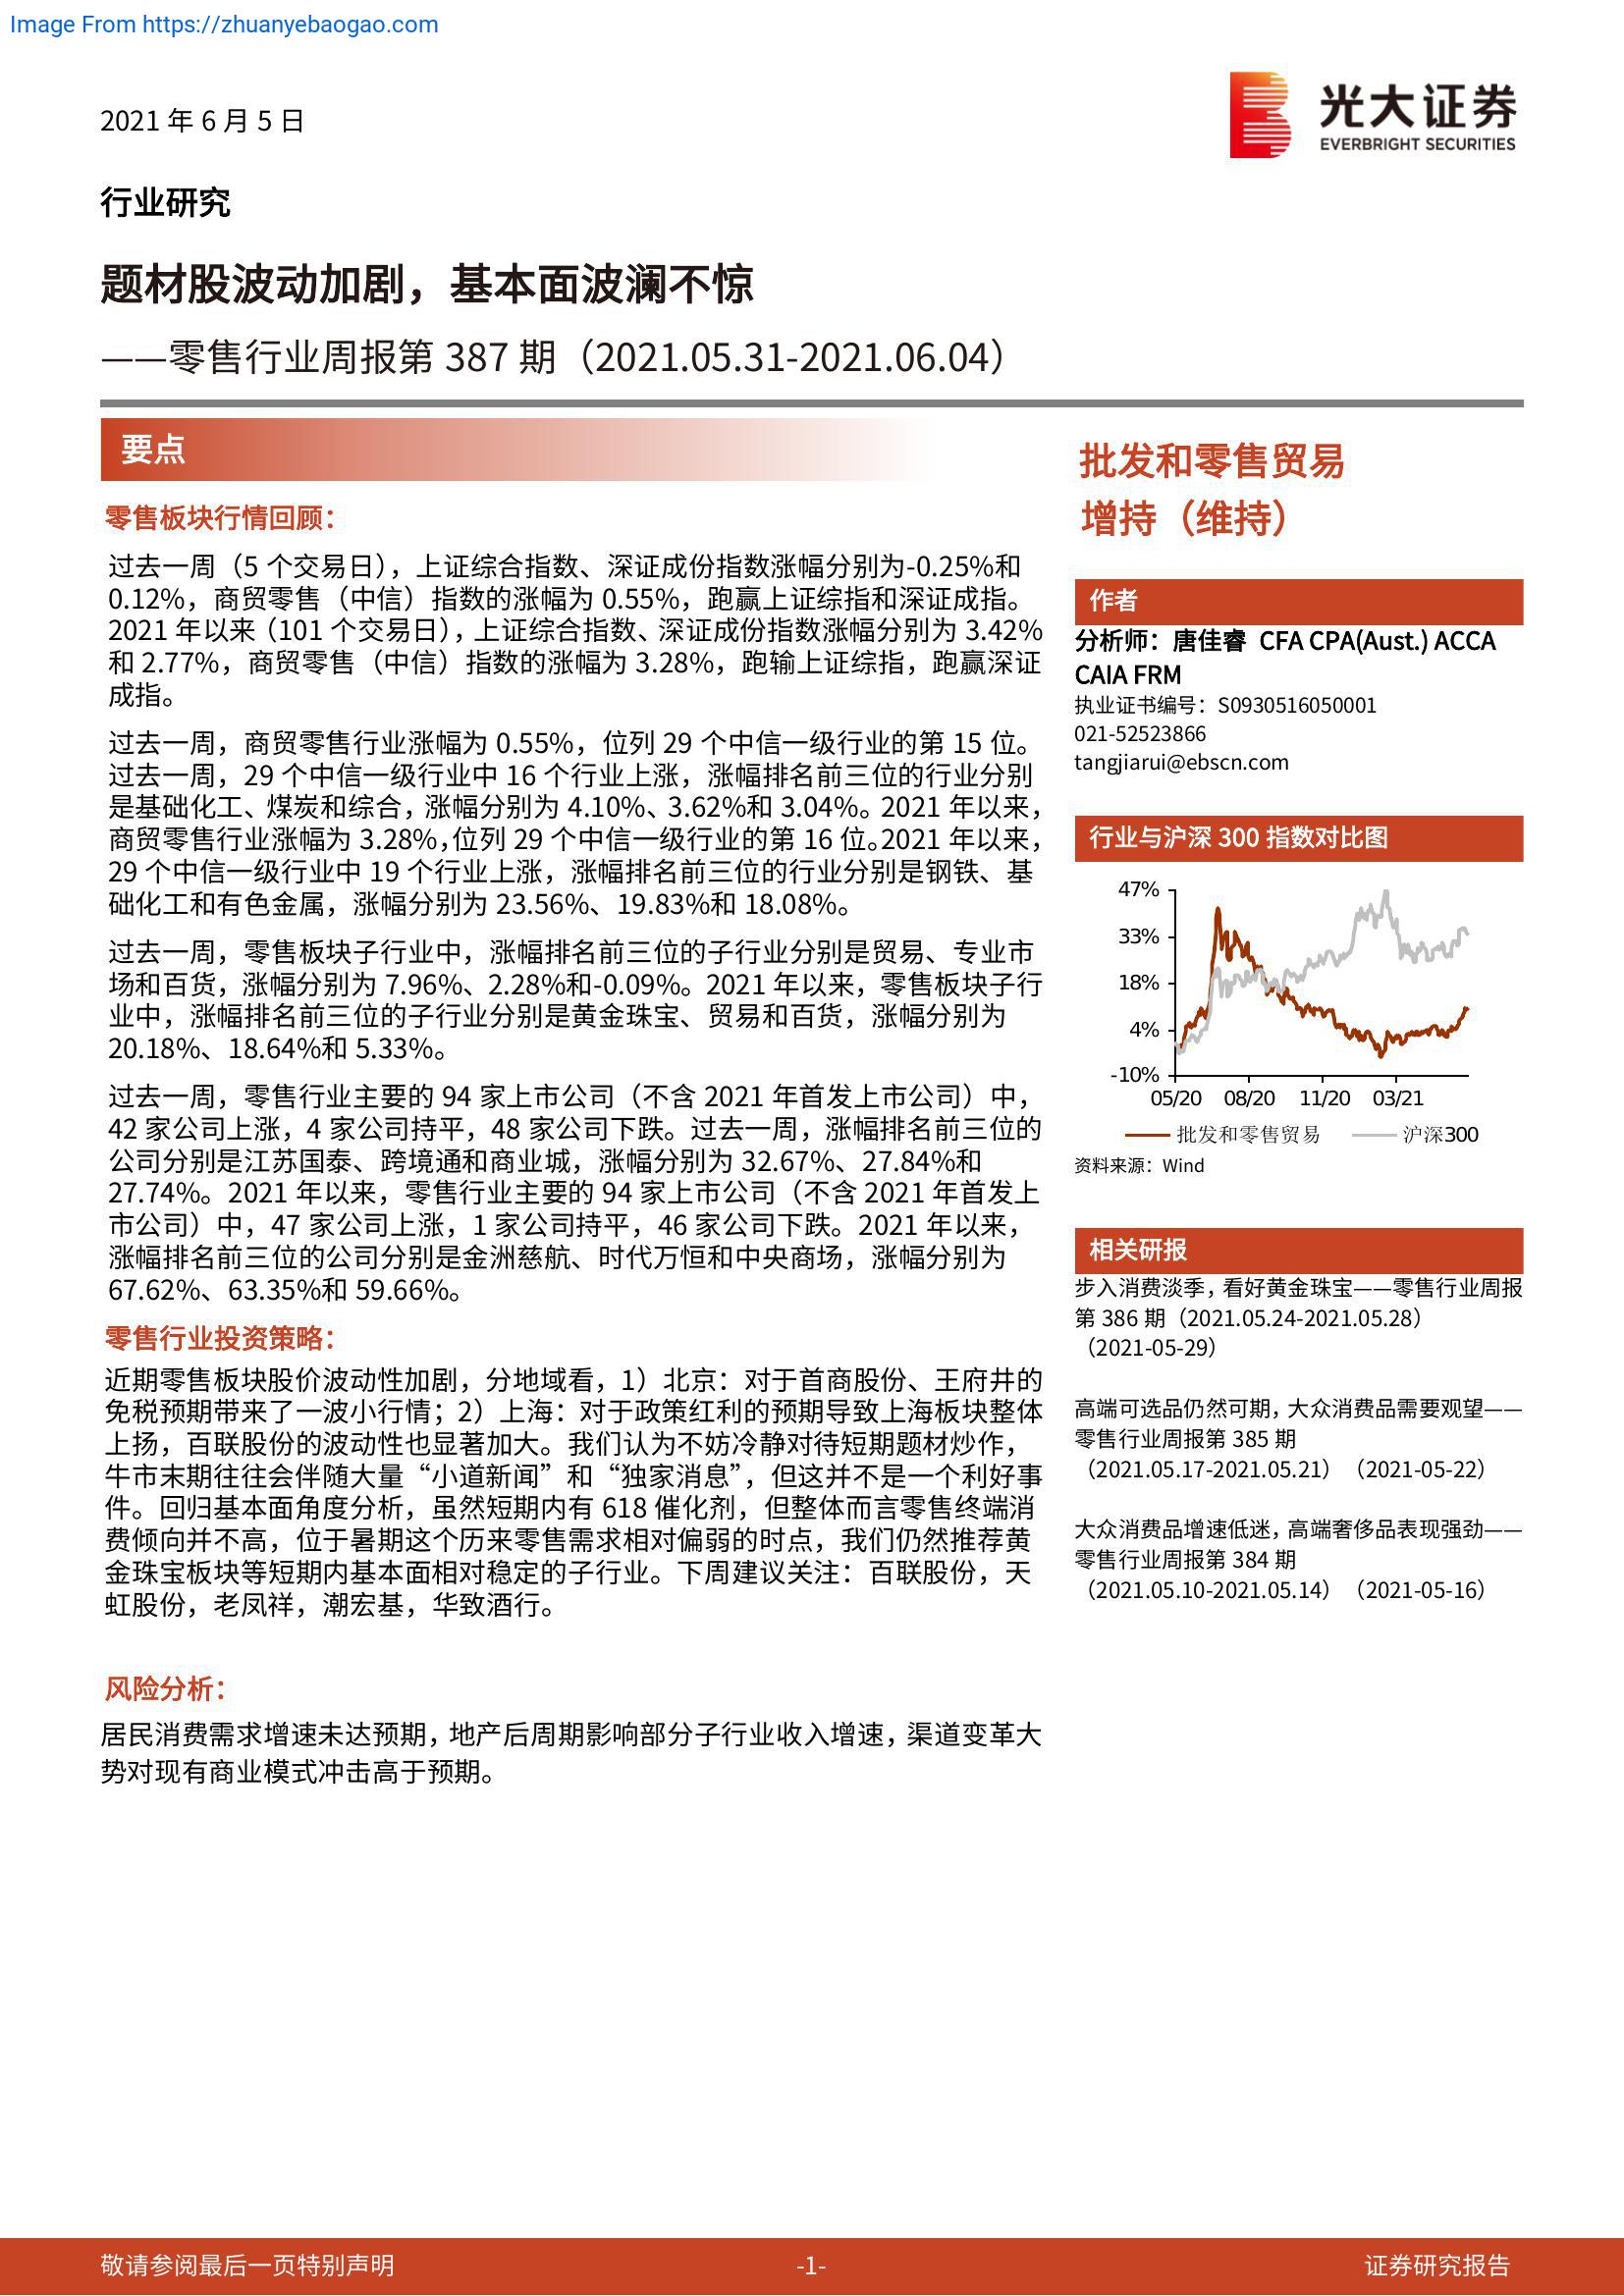 Image From https://zhuanyebaogao.com
2021 年 6 月 5 日
光大证券
EVERBRIGHT SECURITIES
行业研究
题材股波动加剧，基本面波澜不惊
——零售行业周报第 387 期（2021.05.31-2021.06.04）
要点
零售板块行情回顾：
过去一周（5 个交易日），上证综合指数、深证成份指数涨幅分别为-0.25%和
0.12%，商贸零售（中信）指数的涨幅为 0.55%，跑赢上证综指和深证成指。
2021 年以来（101 个交易日），上证综合指数、深证成份指数涨幅分别为 3.42%
和 2.77%，商贸零售（中信）指数的涨幅为 3.28%，跑输上证综指，跑赢深证
成指。
过去一周，商贸零售行业涨幅为 0.55%，位列 29 个中信一级行业的第 15 位。
过去一周，29 个中信一级行业中 16 个行业上涨，涨幅排名前三位的行业分别
是基础化工、煤炭和综合，涨幅分别为 4.10%、3.62%和 3.04%。2021 年以来，
商贸零售行业涨幅为 3.28%，位列 29 个中信一级行业的第 16 位。2021 年以来，
29 个中信一级行业中 19 个行业上涨，涨幅排名前三位的行业分别是钢铁、基
础化工和有色金属，涨幅分别为 23.56%、19.83%和 18.08%。
过去一周，零售板块子行业中，涨幅排名前三位的子行业分别是贸易、专业市
场和百货，涨幅分别为 7.96%、2.28%和-0.09%。2021 年以来，零售板块子行
业中，涨幅排名前三位的子行业分别是黄金珠宝、贸易和百货，涨幅分别为
20.18%、18.64%和 5.33%。
过去一周，零售行业主要的 94 家上市公司（不含 2021 年首发上市公司）中，
42 家公司上涨，4 家公司持平，48 家公司下跌。过去一周，涨幅排名前三位的
公司分别是江苏国泰、跨境通和商业城，涨幅分别为 32.67%、27.84%和
27.74%。2021 年以来，零售行业主要的 94 家上市公司（不含 2021 年首发上
市公司）中，47 家公司上涨，1 家公司持平，46 家公司下跌。2021 年以来，
涨幅排名前三位的公司分别是金洲慈航、时代万恒和中央商场，涨幅分别为
67.62%、63.35%和 59.66%。
零售行业投资策略：
近期零售板块股价波动性加剧，分地域看，1）北京：对于首商股份、王府井的
免税预期带来了一波小行情；2）上海：对于政策红利的预期导致上海板块整体
上扬，百联股份的波动性也显著加大。我们认为不妨冷静对待短期题材炒作，
牛市末期往往会伴随大量“小道新闻”和“独家消息”，但这并不是一个利好事
件。回归基本面角度分析，虽然短期内有 618 催化剂，但整体而言零售终端消
费倾向并不高，位于暑期这个历来零售需求相对偏弱的时点，我们仍然推荐黄
金珠宝板块等短期内基本面相对稳定的子行业。下周建议关注：百联股份，天
虹股份，老凤祥，潮宏基，华致酒行。
风险分析：
居民消费需求增速未达预期，地产后周期影响部分子行业收入增速，渠道变革大
势对现有商业模式冲击高于预期。
批发和零售贸易
增持（维持）
作者
分析师：唐佳睿 CFA CPA(Aust.) ACCA
CAIA FRM
执业证书编号：S0930516050001
021-52523866
tangjiarui@ebscn.com
行业与沪深 300 指数对比图
47%
33%
18%
4%
-10%
05/20 08/20 11/20 03/21
批发和零售贸易 沪深300
资料来源：Wind
相关研报
步入消费淡季，看好黄金珠宝——零售行业周报
第 386 期（2021.05.24-2021.05.28）
（2021-05-29）
高端可选品仍然可期，大众消费品需要观望——
零售行业周报第 385 期
（2021.05.17-2021.05.21）（2021-05-22）
大众消费品增速低迷，高端奢侈品表现强劲——
零售行业周报第 384 期
（2021.05.10-2021.05.14）（2021-05-16）
敬请参阅最后一页特别声明
-1-
证券研究报告